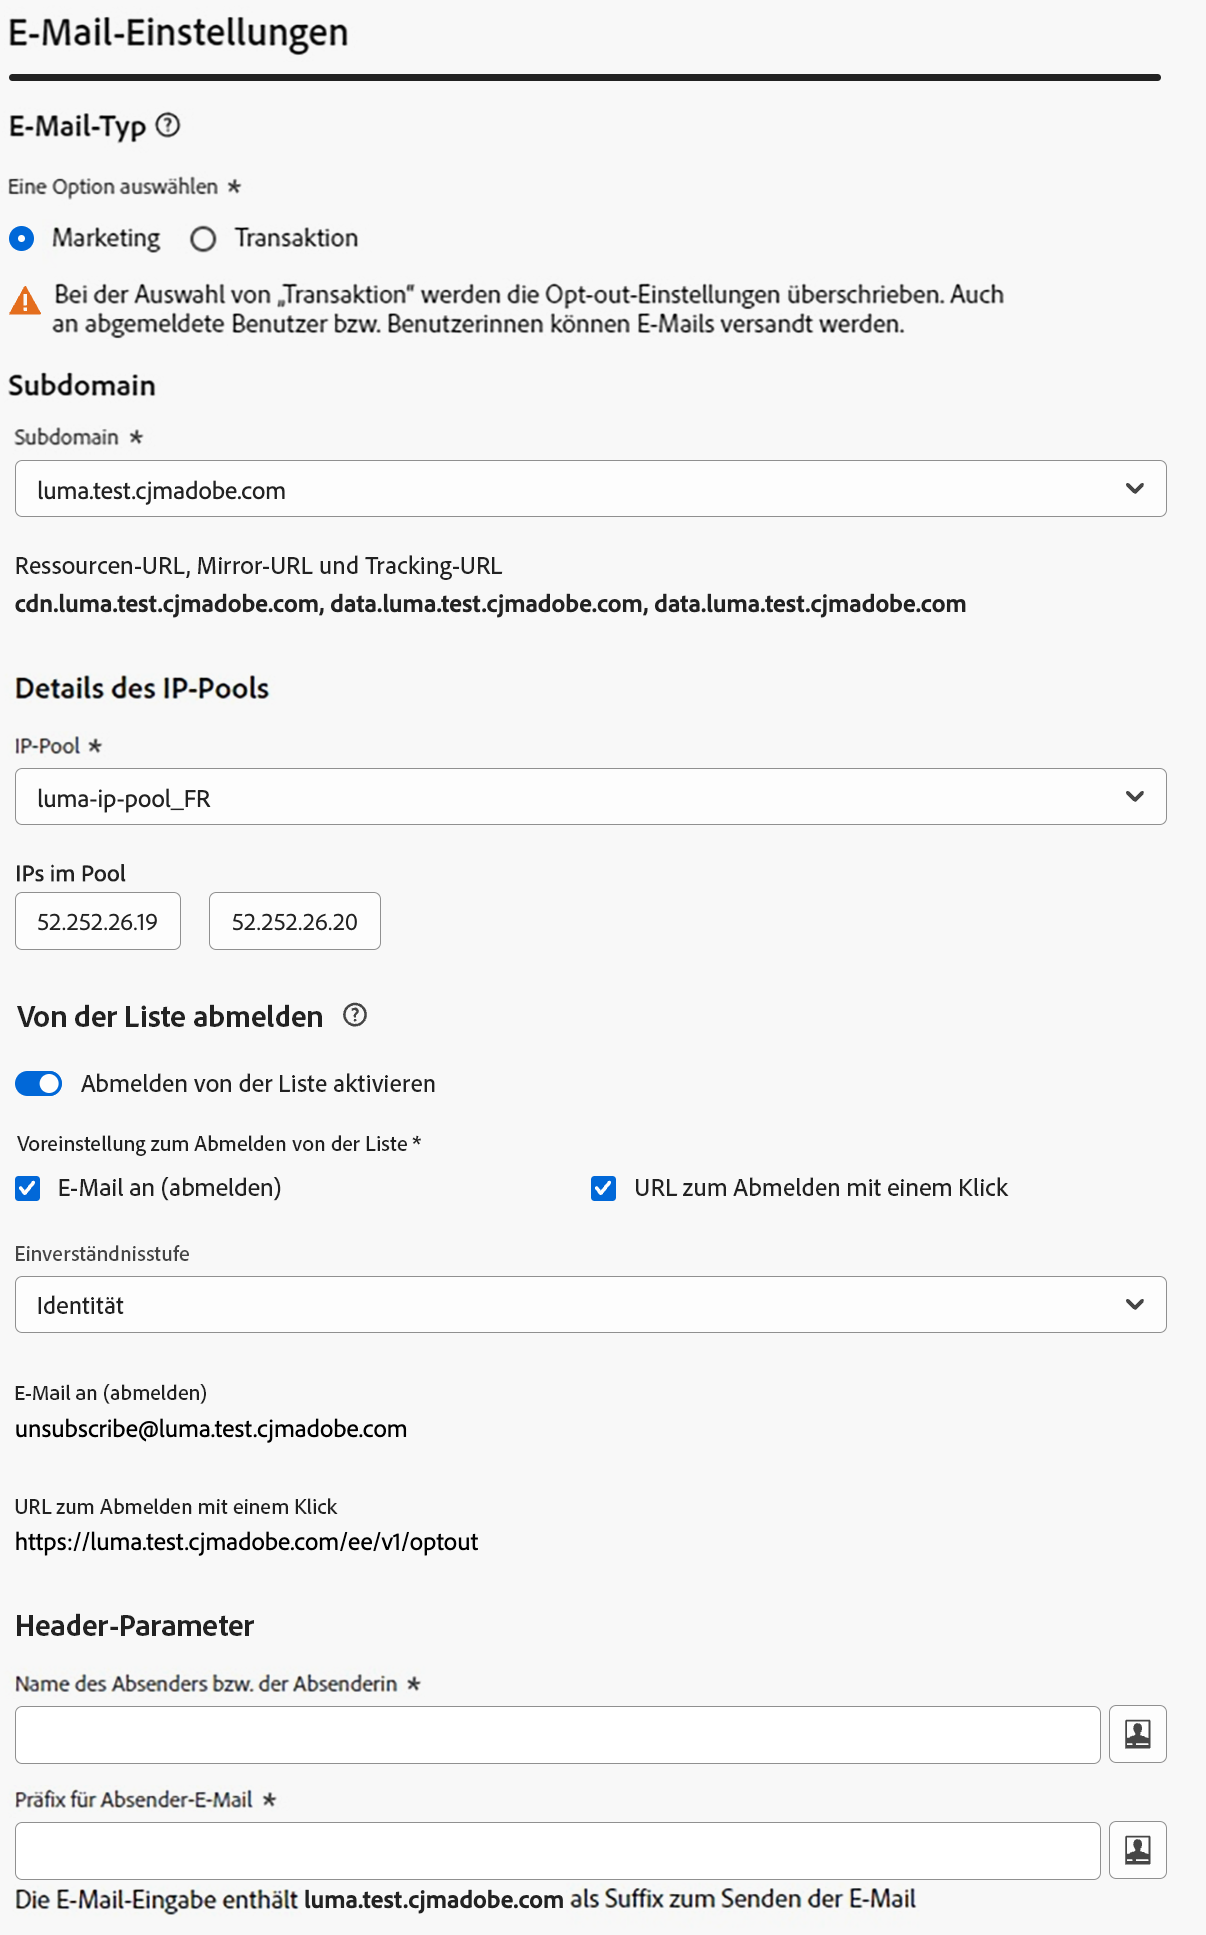 E-Mail-Einstellungen
E-Mail-Typ
Eine Option auswählen *
Marketing Transaktion
Bei der Auswahl von „Transaktion“ werden die Opt-out-Einstellungen überschrieben. Auch
an abgemeldete Benutzer bzw. Benutzerinnen können E-Mails versandt werden.
Subdomain
Subdomain *
luma.test.cjmadobe.com
Ressourcen-URL, Mirror-URL und Tracking-URL
cdn.luma.test.cjmadobe.com, data.luma.test.cjmadobe.com, data.luma.test.cjmadobe.com
Details des IP-Pools
IP-Pool *
luma-ip-pool_FR
IPs im Pool
52.252.26.19 52.252.26.20
Von der Liste abmelden
Abmelden von der Liste aktivieren
Voreinstellung zum Abmelden von der Liste *
E-Mail an (abmelden) URL zum Abmelden mit einem Klick
Einverständnisstufe
Identität
E-Mail an (abmelden)
unsubscribe@luma.test.cjmadobe.com
URL zum Abmelden mit einem Klick
https://luma.test.cjmadobe.com/ee/v1/optout
Header-Parameter
Name des Absenders bzw. der Absenderin *
Präfix für Absender-E-Mail *
Die E-Mail-Eingabe enthält luma.test.cjmadobe.com als Suffix zum Senden der E-Mail